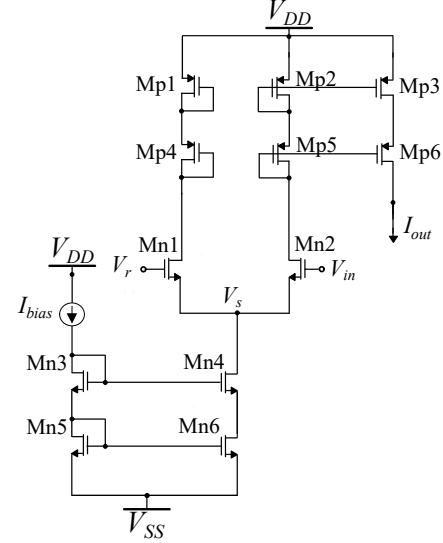 V_DD
Mp1 Mp2 Mp3
Mp4 Mp5 Mp6
I_out
Mn1 Mn2
V_r V_in
V_DD
V_s
I_bias
Mn3 Mn4
Mn5 Mn6
V_SS